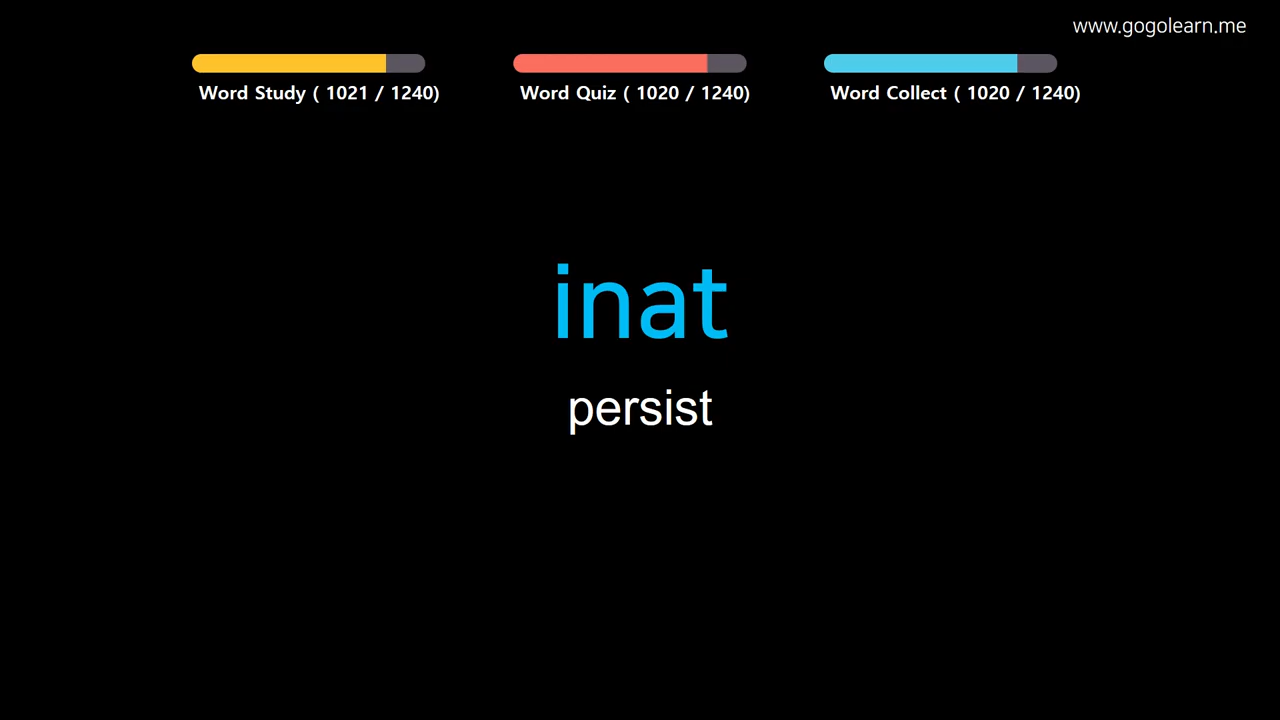 www.gogolearn.me
Word Study ( 1021 / 1240)
Word Quiz ( 1020 / 1240)
Word Collect ( 1020 / 1240)
inat
persist